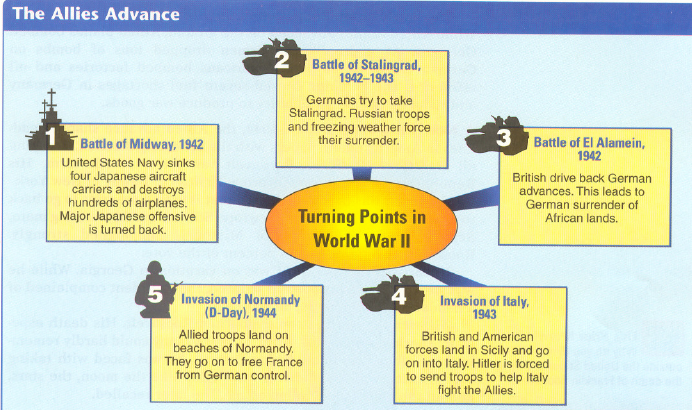 The Allies Advance
2
Battle of Stalingrad,
1942–1943
Germans try to take
Stalingrad. Russian troops
and freezing weather force
their surrender.
1
Battle of Midway, 1942
United States Navy sinks
four Japanese aircraft
carriers and destroys
hundreds of airplanes.
Major Japanese offensive
is turned back.
3
Battle of El Alamein,
1942
British drive back German
advances. This leads to
German surrender of
African lands.
Turning Points in
World War II
5
Invasion of Normandy
(D-Day), 1944
Allied troops land on
beaches of Normandy.
They go on to free France
from German control.
4
Invasion of Italy,
1943
British and American
forces land in Sicily and go
on into Italy. Hitler is forced
to send troops to help Italy
fight the Allies.